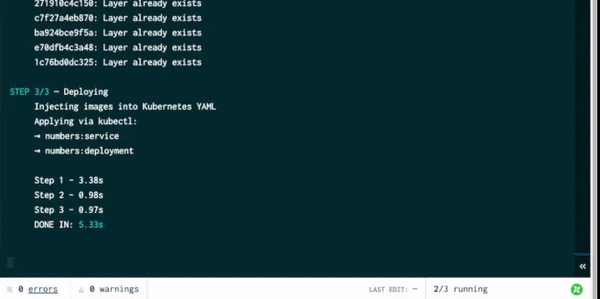 271910c4c150: Layer already exists
c7f27a4eb870: Layer already exists
ba924bce9f5a: Layer already exists
e70dfb4c3a48: Layer already exists
1c76bd0dc325: Layer already exists
STEP 3/3 — Deploying
Injecting images into Kubernetes YAML
Applying via kubectl:
→ numbers:service
→ numbers:deployment
Step 1 - 3.38s
Step 2 - 0.98s
Step 3 - 0.97s
DONE IN: 5.33s
«
0 errors 0 warnings LAST EDIT: — 2/3 running